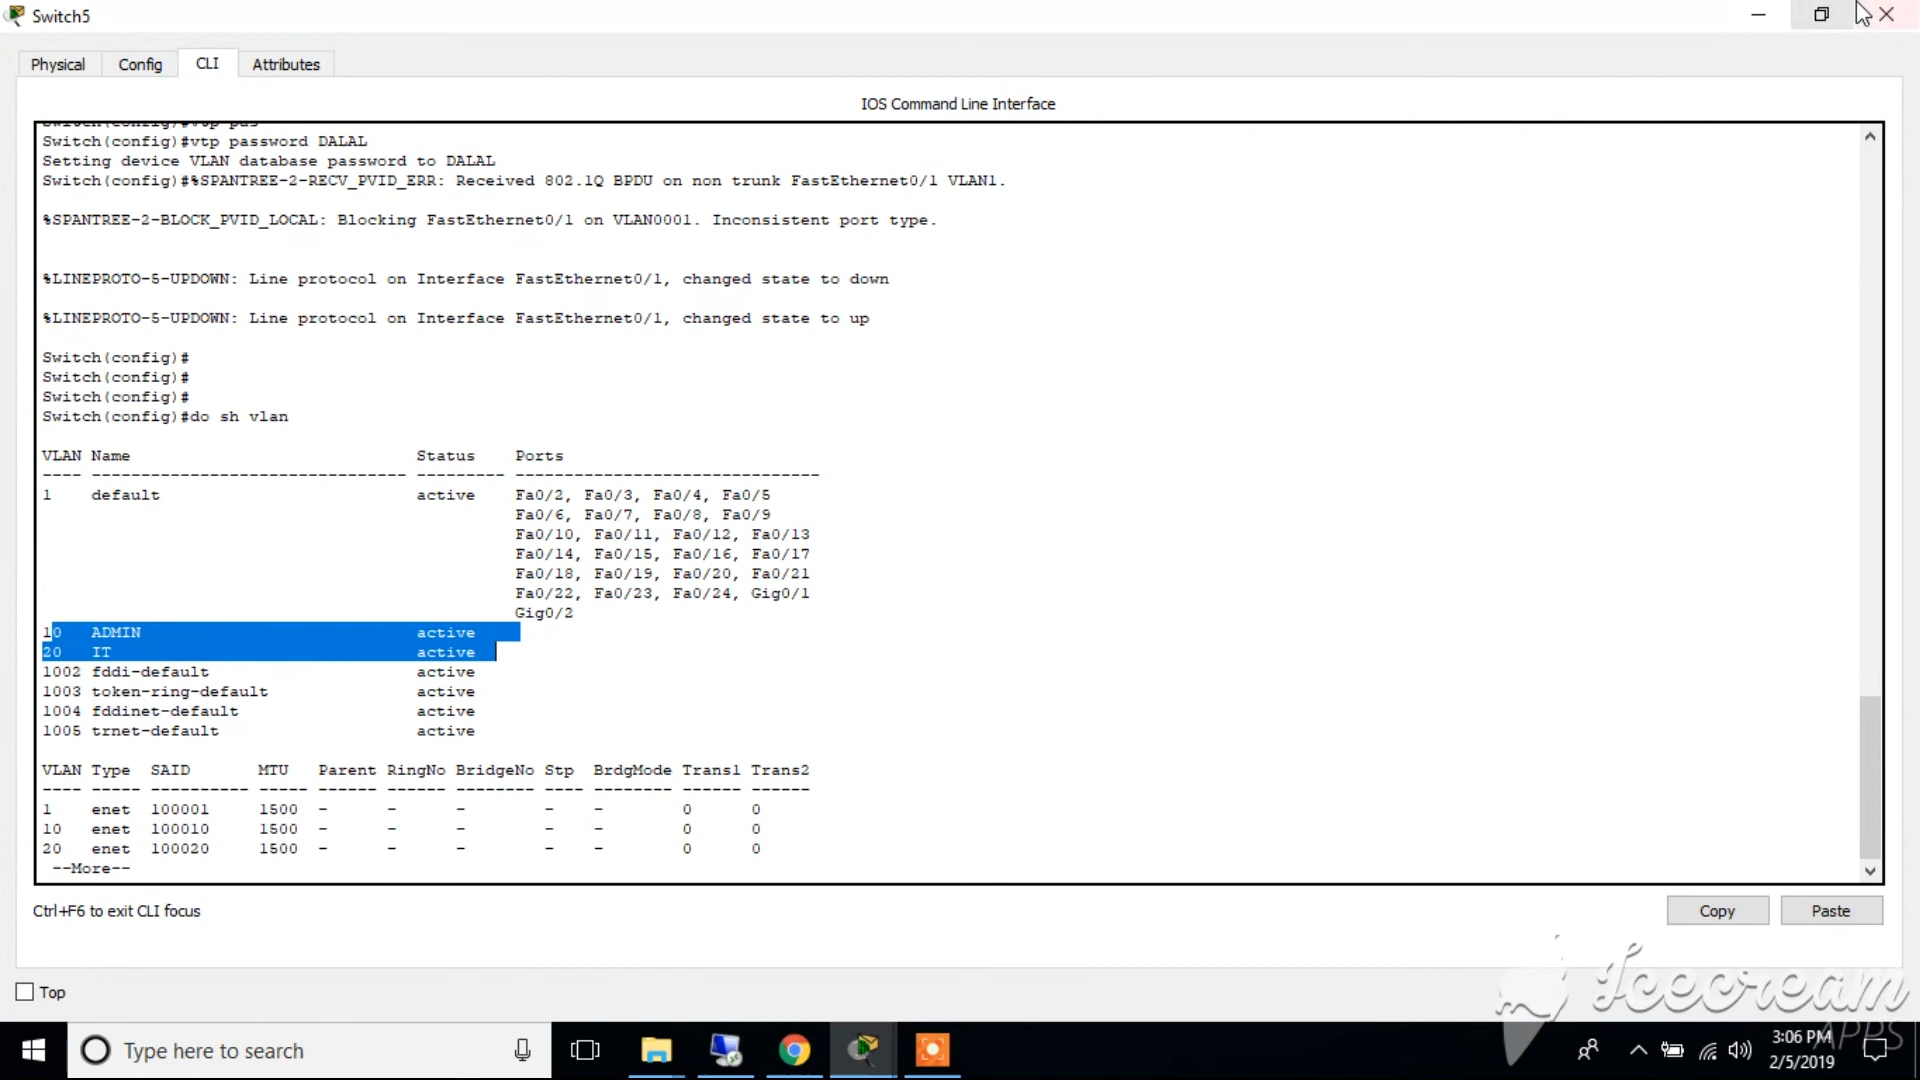 Switch5
Physical Config CLI Attributes
IOS Command Line Interface
Switch(config)#vtp pas
Switch(config)#vtp password DALAL
Setting device VLAN database password to DALAL
Switch(config)#%SPANTREE-2-RECV_PVID_ERR: Received 802.1Q BPDU on non trunk FastEthernet0/1 VLAN1.
%SPANTREE-2-BLOCK_PVID_LOCAL: Blocking FastEthernet0/1 on VLAN0001. Inconsistent port type.
%LINEPROTO-5-UPDOWN: Line protocol on Interface FastEthernet0/1, changed state to down
%LINEPROTO-5-UPDOWN: Line protocol on Interface FastEthernet0/1, changed state to up
Switch(config)#
Switch(config)#
Switch(config)#
Switch(config)#do sh vlan
VLAN Name Status Ports
---- -------------------------------- --------- -------------------------------
1 default active Fa0/2, Fa0/3, Fa0/4, Fa0/5
Fa0/6, Fa0/7, Fa0/8, Fa0/9
Fa0/10, Fa0/11, Fa0/12, Fa0/13
Fa0/14, Fa0/15, Fa0/16, Fa0/17
Fa0/18, Fa0/19, Fa0/20, Fa0/21
Fa0/22, Fa0/23, Fa0/24, Gig0/1
Gig0/2
10 ADMIN active
20 IT active
1002 fddi-default active
1003 token-ring-default active
1004 fddinet-default active
1005 trnet-default active
VLAN Type SAID MTU Parent RingNo BridgeNo Stp BrdgMode Trans1 Trans2
---- ----- ---------- ----- ------ ------ -------- ---- -------- ------ ------
1 enet 100001 1500 - - - - - 0 0
10 enet 100010 1500 - - - - - 0 0
20 enet 100020 1500 - - - - - 0 0
--More--
Ctrl+F6 to exit CLI focus
Copy Paste
Top
Icecream
APPS
Type here to search
3:06 PM
2/5/2019